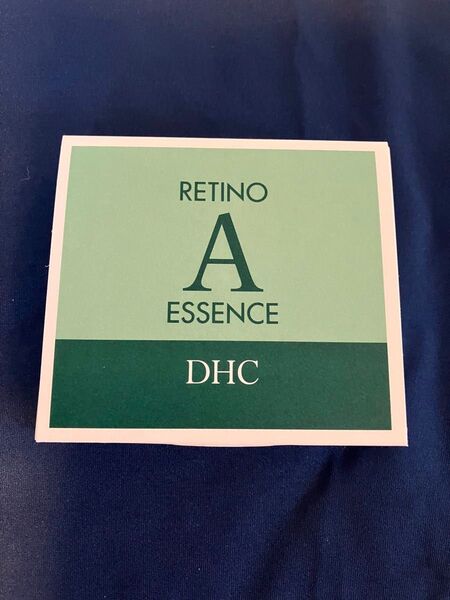 RETINO
A
ESSENCE
DHC